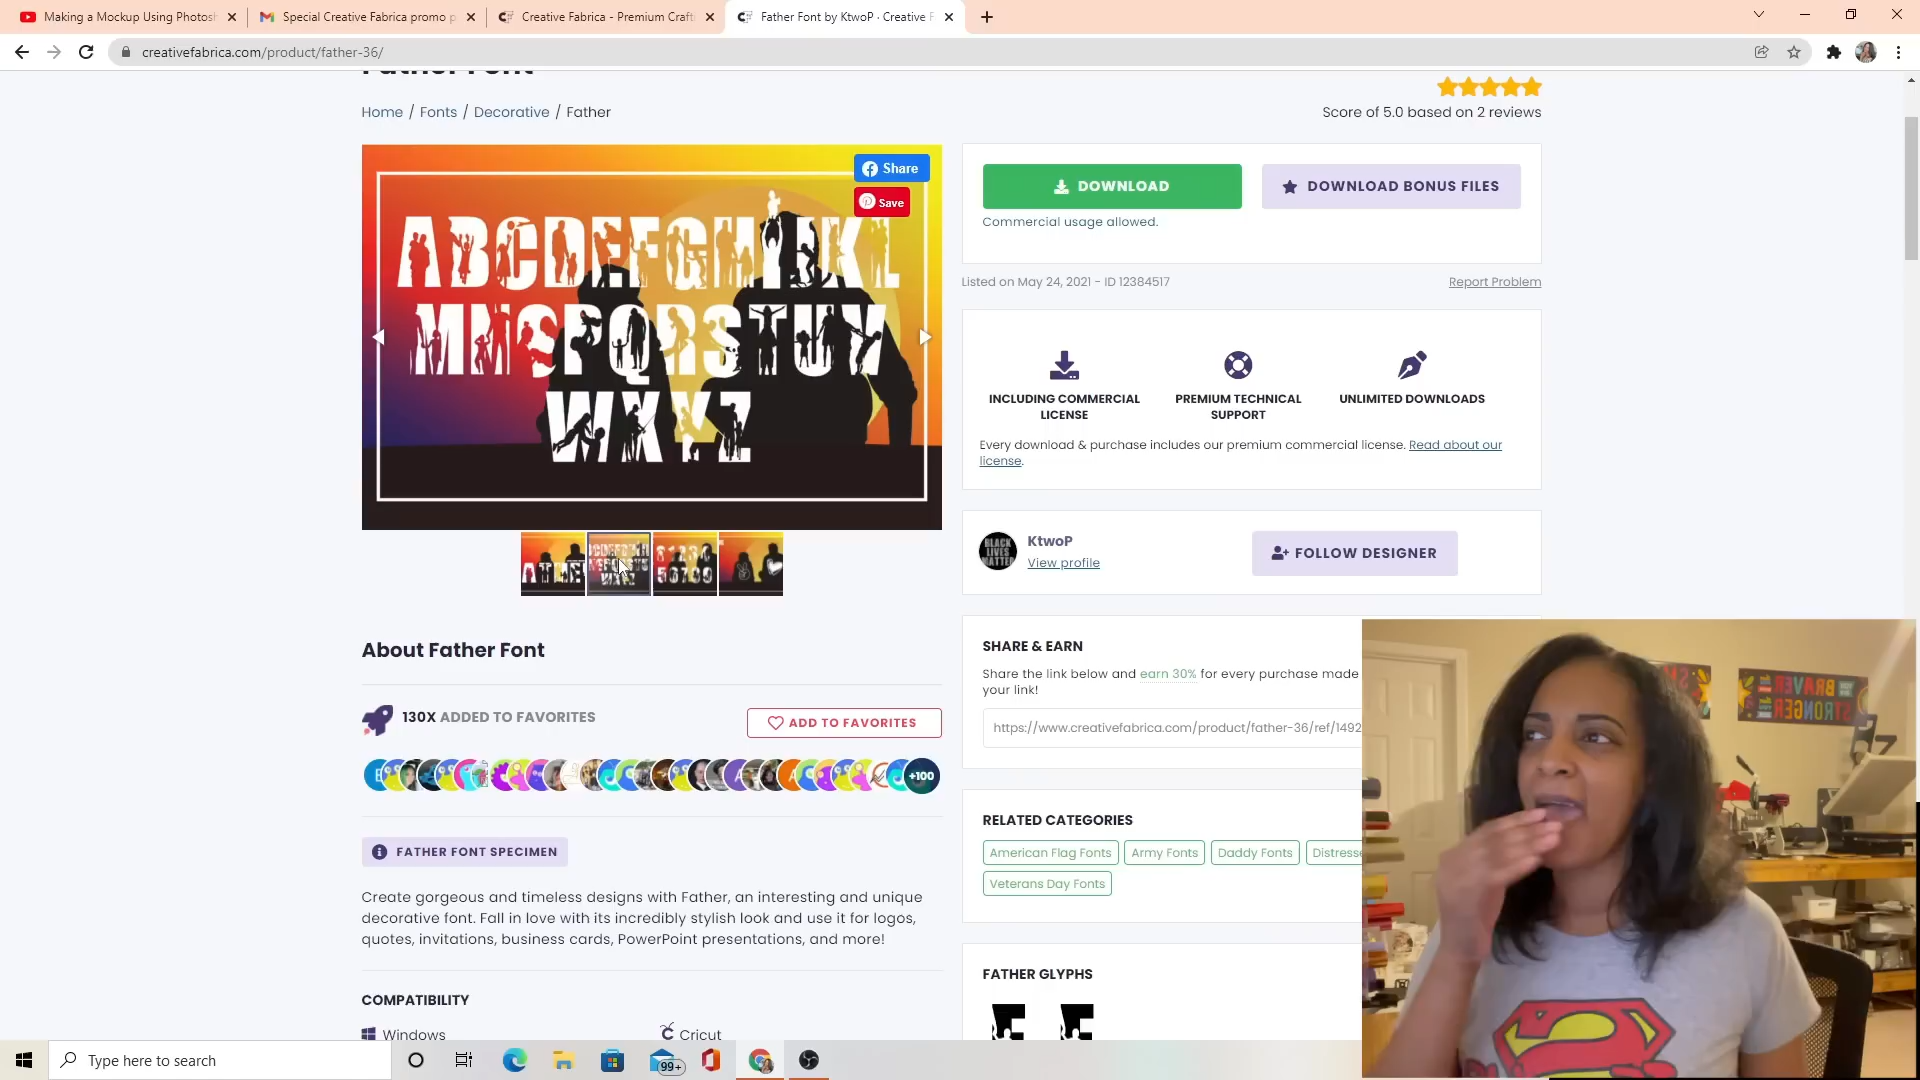 Making a Mockup Using Photosh
Special Creative Fabrica promo p
Creative Fabrica - Premium Craft
Father Font by KtwoP · Creative F
creativefabrica.com/product/father-36/
Father Font
Home / Fonts / Decorative / Father
Score of 5.0 based on 2 reviews
Share
Save
ABCDEFGHIJKL
MNOPQRSTUV
WXYZ
DOWNLOAD
DOWNLOAD BONUS FILES
Commercial usage allowed.
Listed on May 24, 2021 - ID 12384517
Report Problem
INCLUDING COMMERCIAL
LICENSE
PREMIUM TECHNICAL
SUPPORT
UNLIMITED DOWNLOADS
Every download & purchase includes our premium commercial license. Read about our
license.
BLACK
LIVES
MATTER
KtwoP
View profile
FOLLOW DESIGNER
About Father Font
130X ADDED TO FAVORITES
ADD TO FAVORITES
+100
FATHER FONT SPECIMEN
Create gorgeous and timeless designs with Father, an interesting and unique
decorative font. Fall in love with its incredibly stylish look and use it for logos,
quotes, invitations, business cards, PowerPoint presentations, and more!
COMPATIBILITY
Windows
Cricut
SHARE & EARN
Share the link below and earn 30% for every purchase made
your link!
https://www.creativefabrica.com/product/father-36/ref/1492
RELATED CATEGORIES
American Flag Fonts
Army Fonts
Daddy Fonts
Distresse
Veterans Day Fonts
FATHER GLYPHS
BRAVER
STRONGER
Type here to search
99+